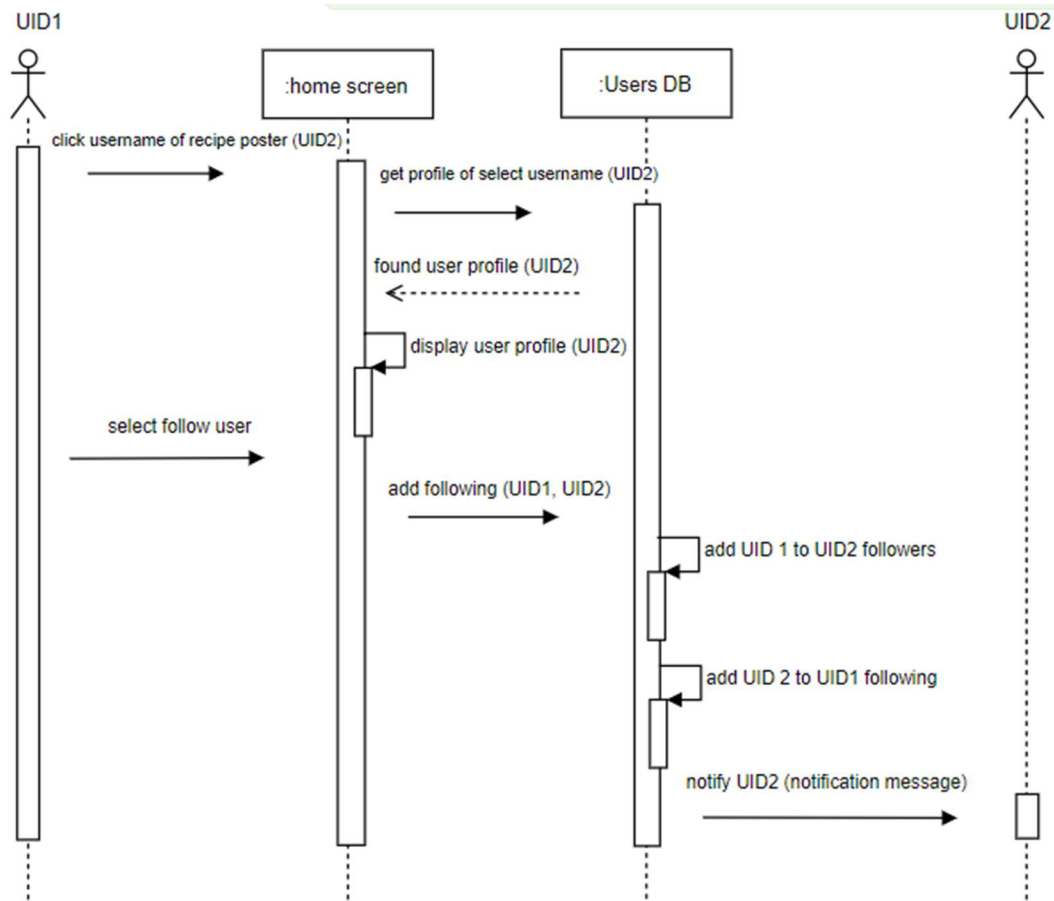 UID1
UID2
:home screen
:Users DB
click username of recipe poster (UID2)
get profile of select username (UID2)
found user profile (UID2)
display user profile (UID2)
select follow user
add following (UID1, UID2)
add UID 1 to UID2 followers
add UID 2 to UID1 following
notify UID2 (notification message)